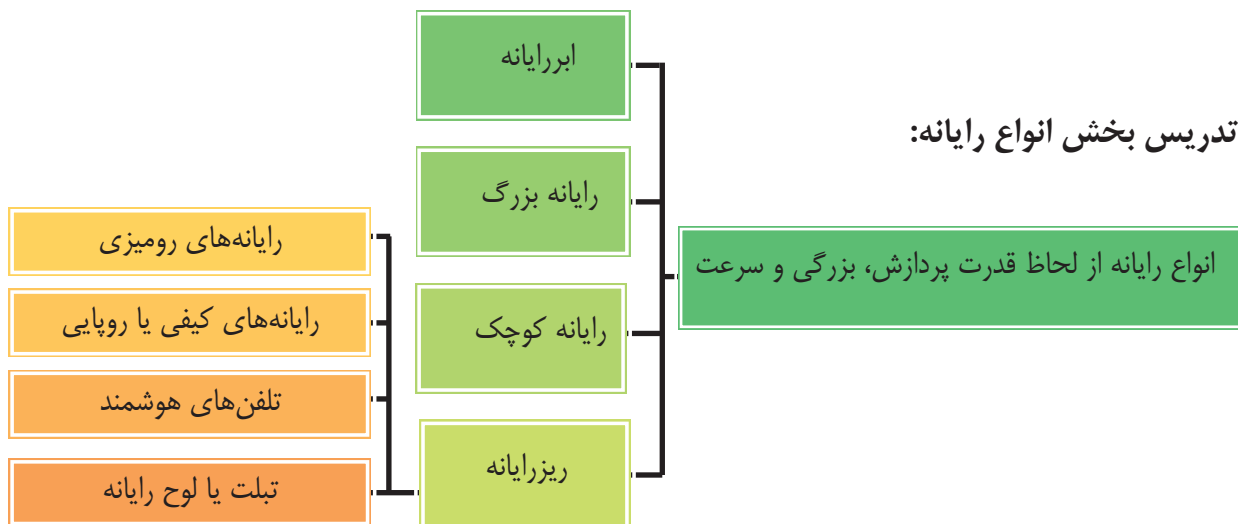 تدریس بخش انواع رایانه:
انواع رایانه از لحاظ قدرت پردازش، بزرگی و سرعت
ابررایانه
رایانه بزرگ
رایانه کوچک
ریزرایانه
رایانه‌های رومیزی
رایانه‌های کیفی یا روپایی
تلفن‌های هوشمند
تبلت یا لوح رایانه